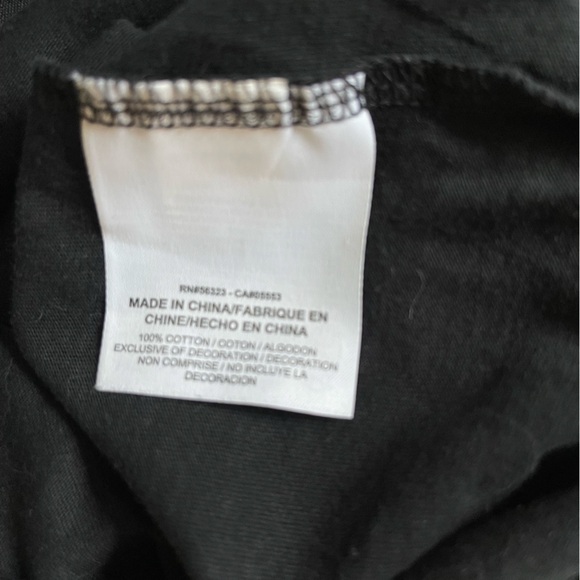 RN#56323 - CA#05553
MADE IN CHINA/FABRIQUE EN
CHINE/HECHO EN CHINA
100% COTTON / COTON / ALGODON
EXCLUSIVE OF DECORATION / DECORATION
NON COMPRISE / NO INCLUYE LA
DECORACION